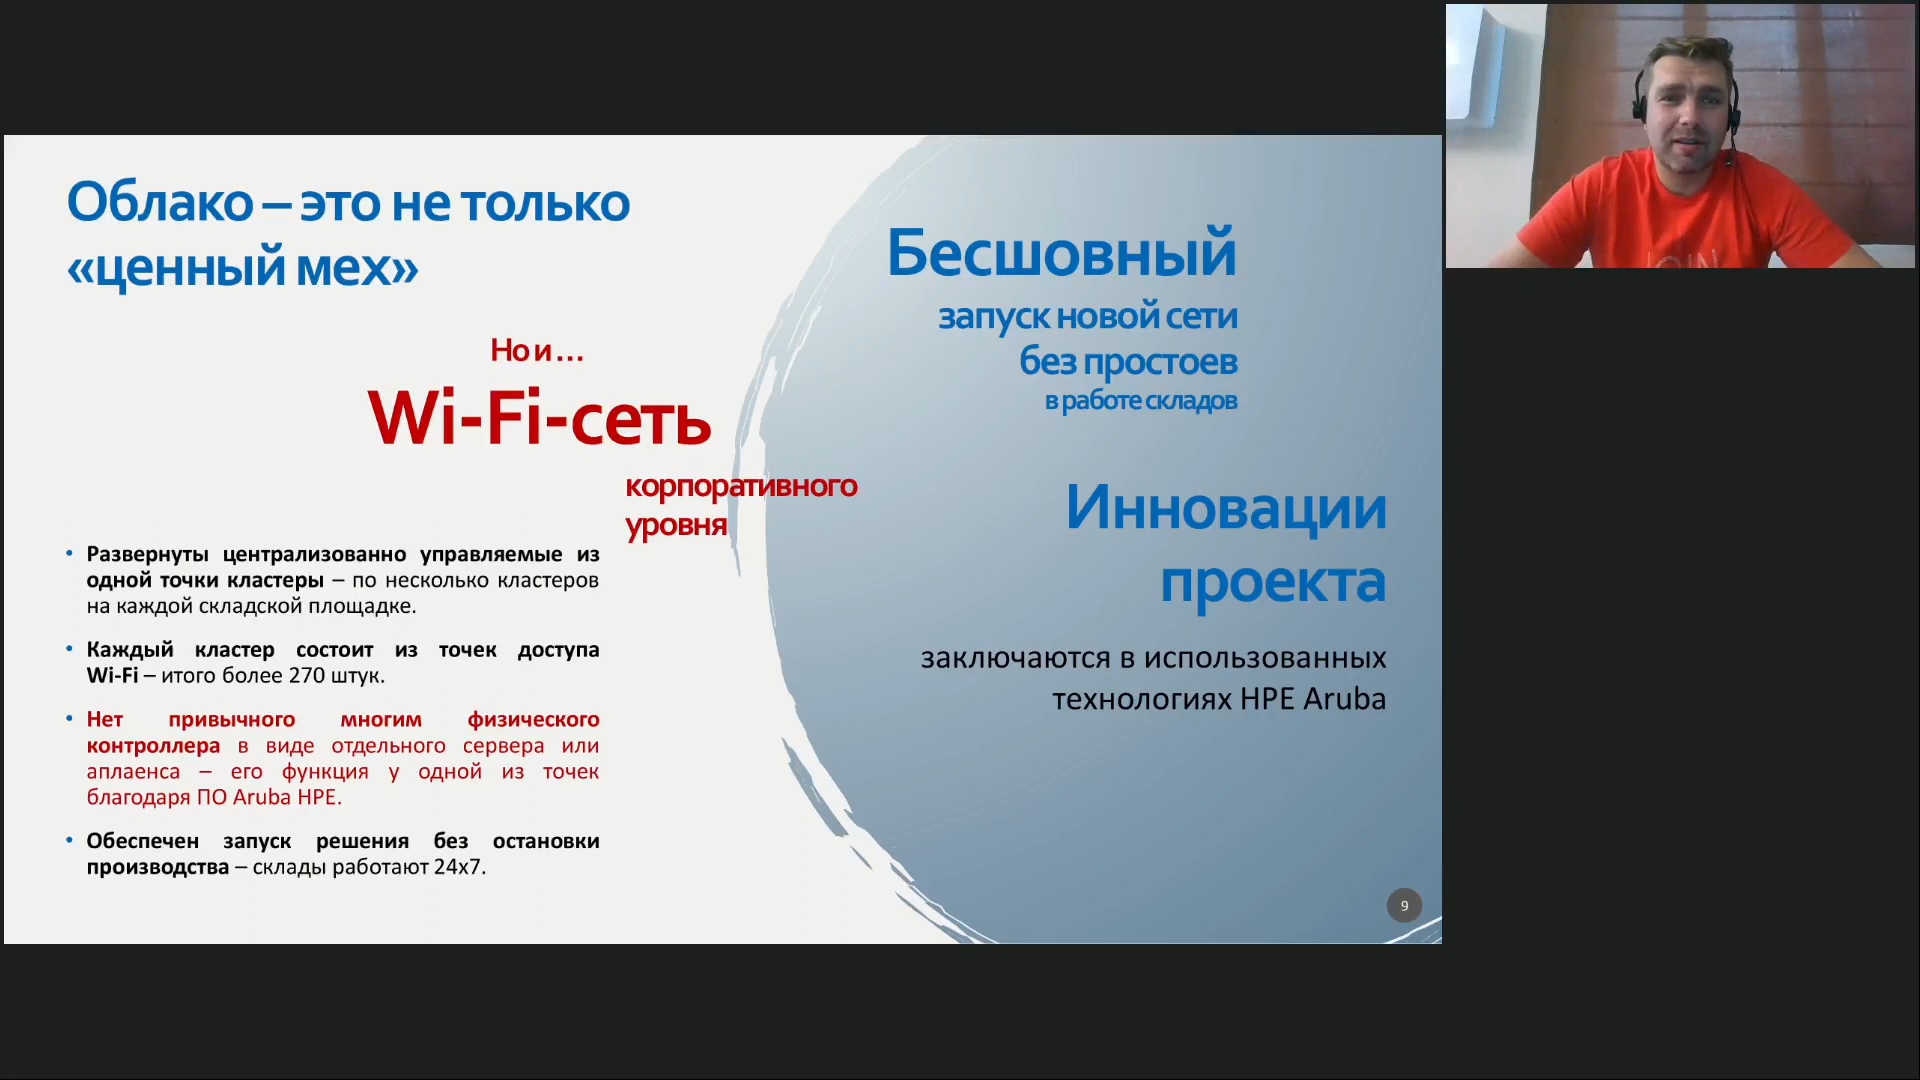 Облако – это не только
«ценный мех»
Но и…
Wi-Fi-сеть
корпоративного
уровня
• Развернуты централизованно управляемые из
одной точки кластеры – по несколько кластеров
на каждой складской площадке.
• Каждый кластер состоит из точек доступа
Wi-Fi – итого более 270 штук.
• Нет привычного многим физического
контроллера в виде отдельного сервера или
аплаенса – его функция у одной из точек
благодаря ПО Aruba HPE.
• Обеспечен запуск решения без остановки
производства – склады работают 24х7.
Бесшовный
запуск новой сети
без простоев
в работе складов
Инновации
проекта
заключаются в использованных
технологиях HPE Aruba
9
JOIN